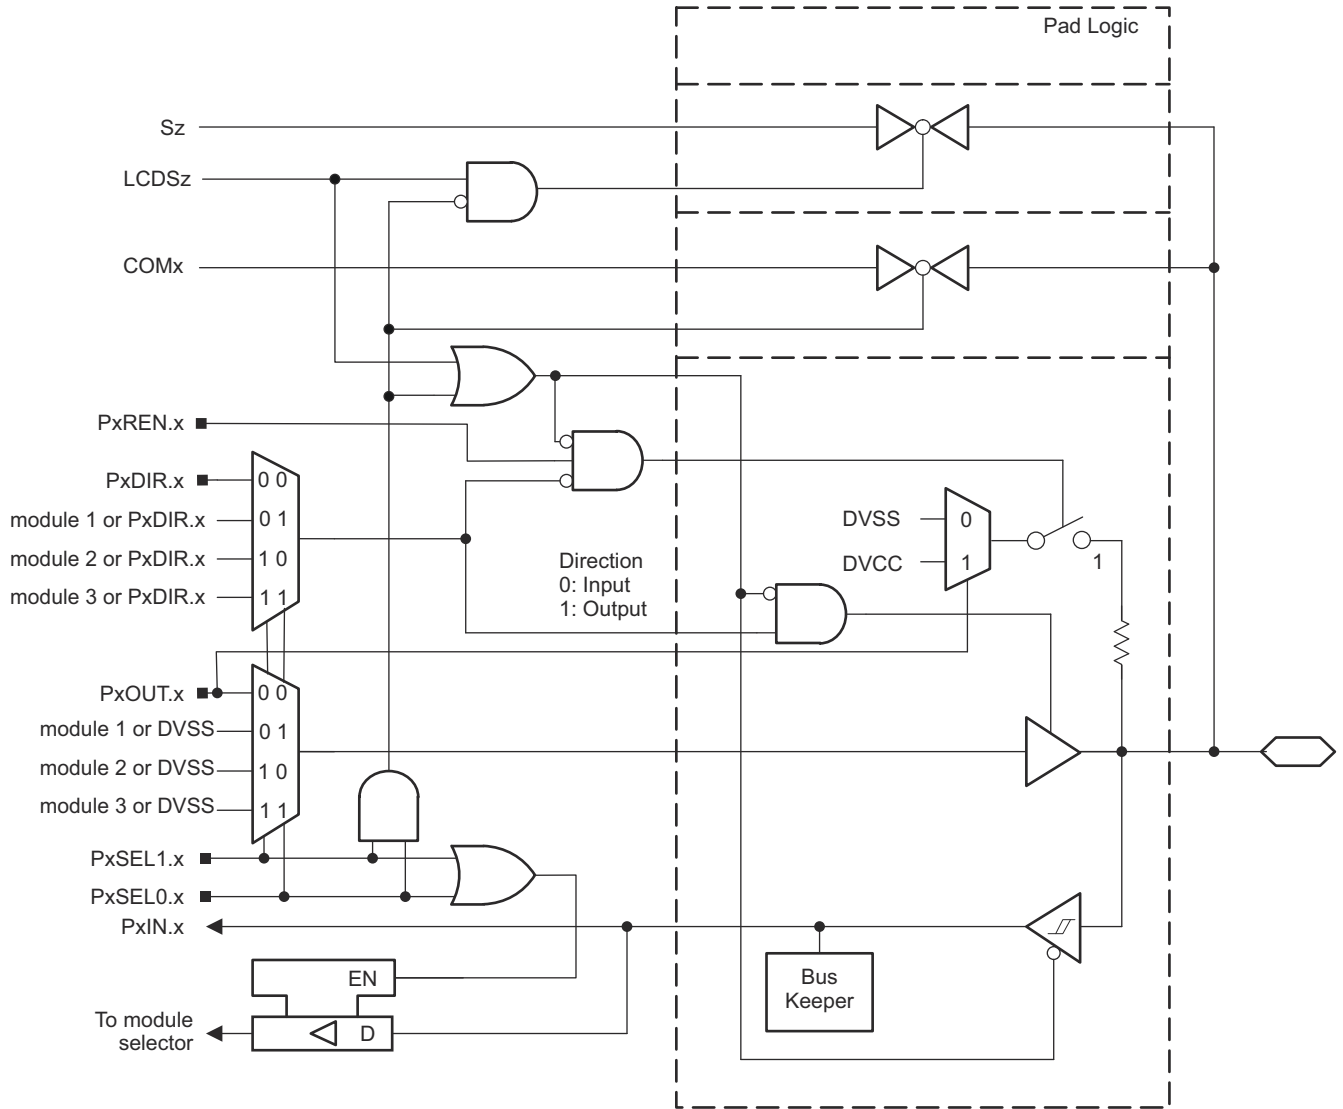 Pad Logic
Sz
LCDSz
COMx
PxREN.x
PxDIR.x
0 0
module 1 or PxDIR.x
0 1
module 2 or PxDIR.x
1 0
module 3 or PxDIR.x
1 1
Direction
0: Input
1: Output
DVSS
0
DVCC
1
1
PxOUT.x
0 0
module 1 or DVSS
0 1
module 2 or DVSS
1 0
module 3 or DVSS
1 1
PxSEL1.x
PxSEL0.x
PxIN.x
EN
Bus
Keeper
To module
selector
D